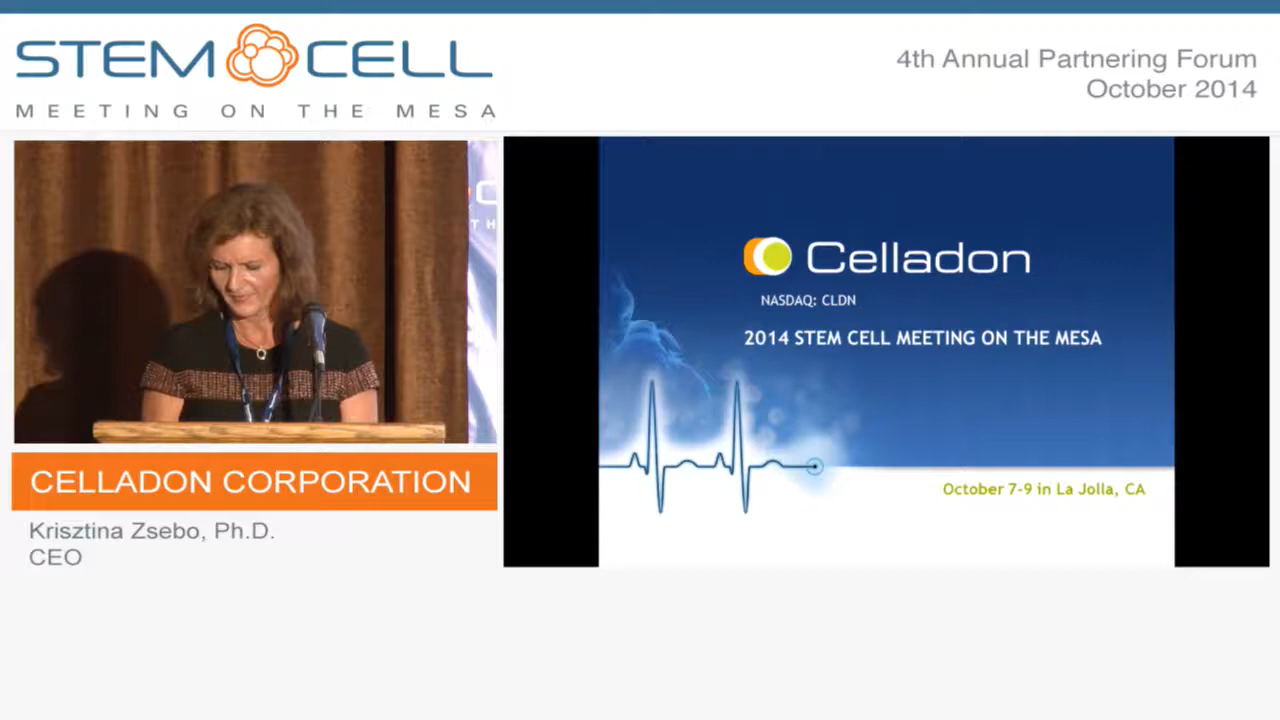 STEM CELL
MEETING ON THE MESA
4th Annual Partnering Forum
October 2014
Celladon
NASDAQ: CLDN
2014 STEM CELL MEETING ON THE MESA
October 7-9 in La Jolla, CA
CELLADON CORPORATION
Krisztina Zsebo, Ph.D.
CEO